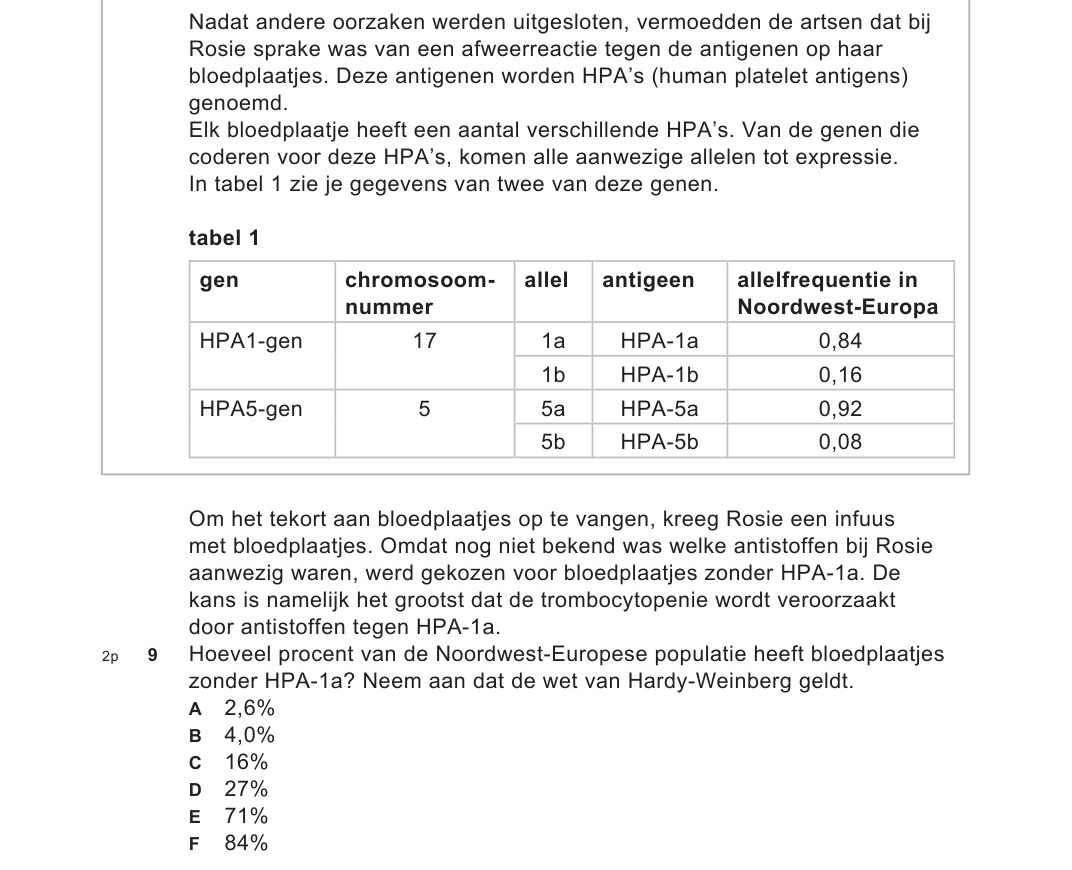 Nadat andere oorzaken werden uitgesloten, vermoedden de artsen dat bij
Rosie sprake was van een afweerreactie tegen de antigenen op haar
bloedplaatjes. Deze antigenen worden HPA’s (human platelet antigens)
genoemd.
Elk bloedplaatje heeft een aantal verschillende HPA’s. Van de genen die
coderen voor deze HPA’s, komen alle aanwezige allelen tot expressie.
In tabel 1 zie je gegevens van twee van deze genen.
tabel 1
gen chromosoom- allel antigeen allelfrequentie in
nummer Noordwest-Europa
HPA1-gen 17 1a HPA-1a 0,84
1b HPA-1b 0,16
HPA5-gen 5 5a HPA-5a 0,92
5b HPA-5b 0,08
Om het tekort aan bloedplaatjes op te vangen, kreeg Rosie een infuus
met bloedplaatjes. Omdat nog niet bekend was welke antistoffen bij Rosie
aanwezig waren, werd gekozen voor bloedplaatjes zonder HPA-1a. De
kans is namelijk het grootst dat de trombocytopenie wordt veroorzaakt
door antistoffen tegen HPA-1a.
2p 9 Hoeveel procent van de Noordwest-Europese populatie heeft bloedplaatjes
zonder HPA-1a? Neem aan dat de wet van Hardy-Weinberg geldt.
A 2,6%
B 4,0%
C 16%
D 27%
E 71%
F 84%